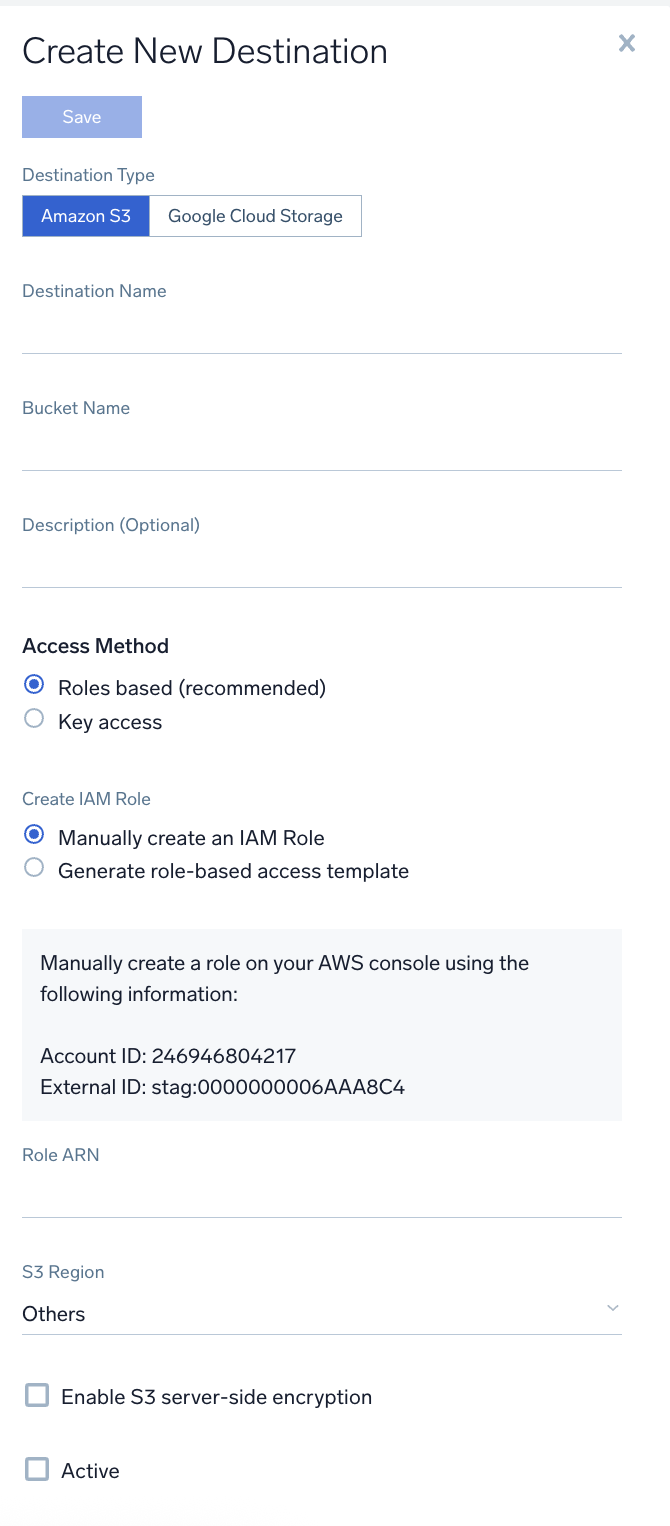 Create New Destination
Save
Destination Type
Amazon S3
Google Cloud Storage
Destination Name
Bucket Name
Description (Optional)
Access Method
Roles based (recommended)
Key access
Create IAM Role
Manually create an IAM Role
Generate role-based access template
Manually create a role on your AWS console using the
following information:
Account ID: 246946804217
External ID: stag:0000000006AAA8C4
Role ARN
S3 Region
Others
Enable S3 server-side encryption
Active